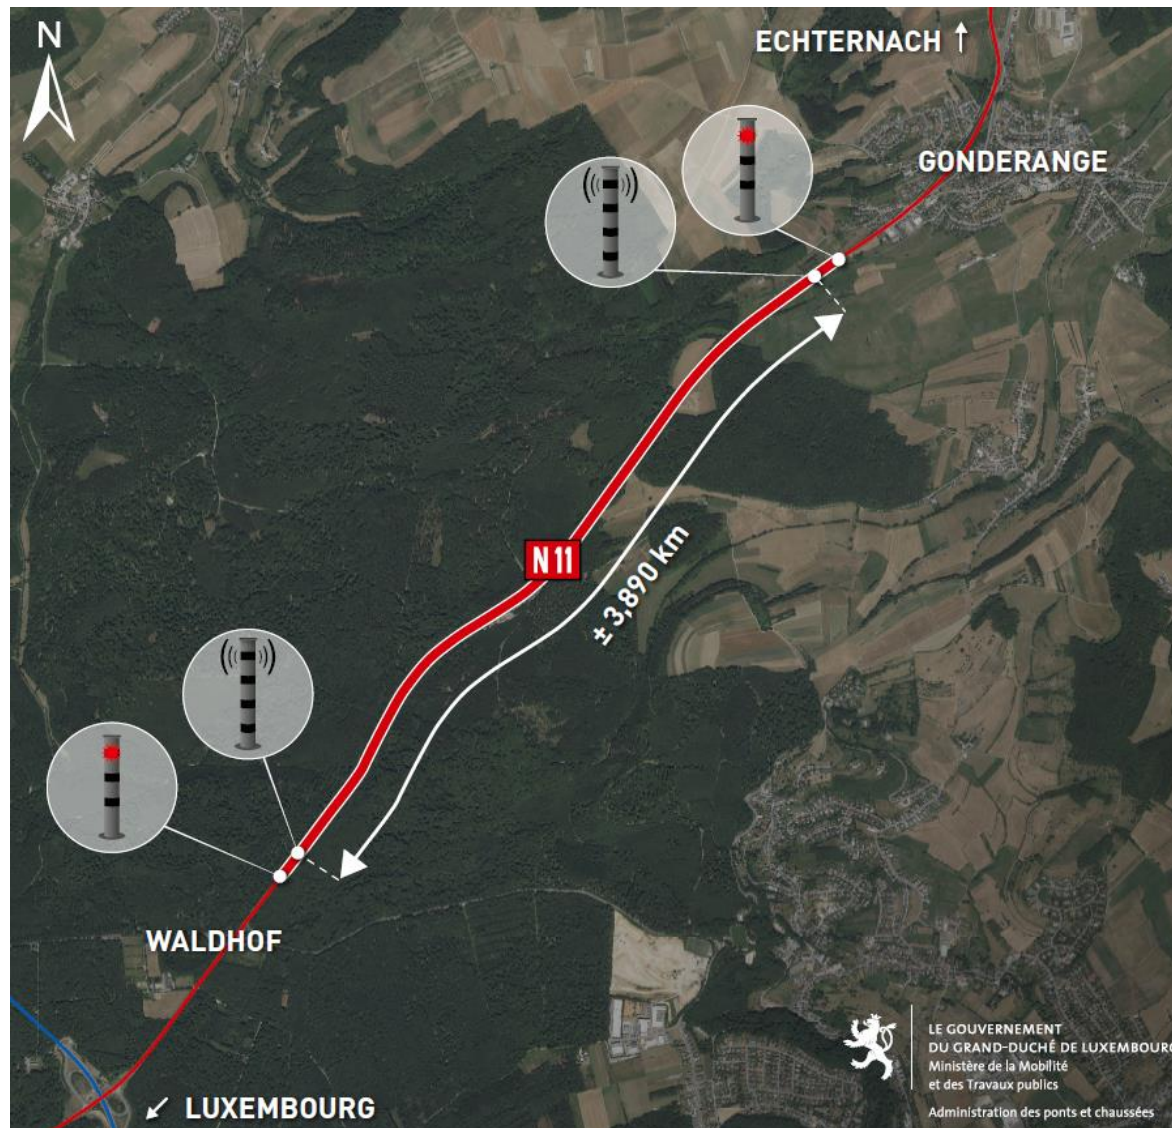 N
ECHTERNACH ↑
GONDERANGE
N 11
± 3,890 km
WALDHOF
↙ LUXEMBOURG
LE GOUVERNEMENT
DU GRAND-DUCHÉ DE LUXEMBOURG
Ministère de la Mobilité
et des Travaux publics
Administration des ponts et chaussées